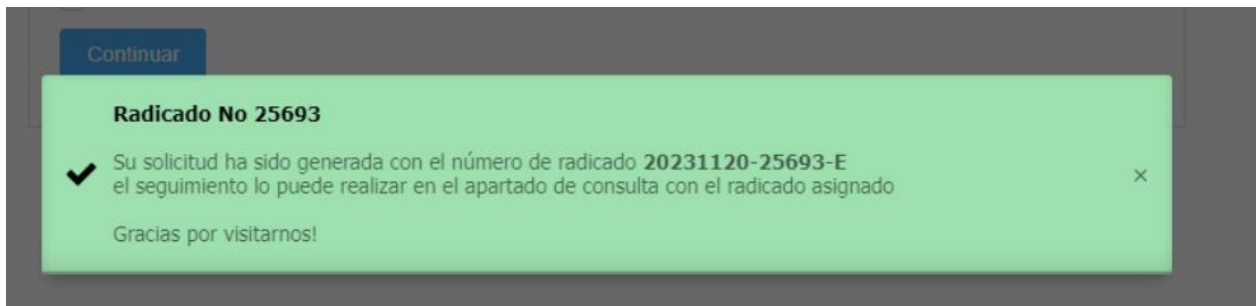 Continuar
Radicado No 25693
Su solicitud ha sido generada con el número de radicado 20231120-25693-E
el seguimiento lo puede realizar en el apartado de consulta con el radicado asignado
Gracias por visitarnos!